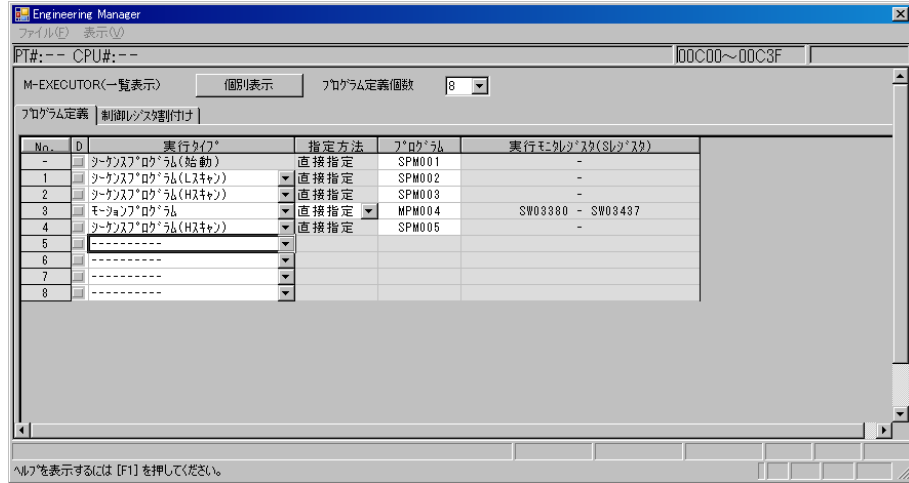 Engineering Manager
ファイル(F) 表示(V)
PT#:-- CPU#:-- 00C00~00C3F
M-EXECUTOR(一覧表示) 個別表示 プログラム定義個数 8
プログラム定義 制御レジスタ割付け
No. D 実行タイプ 指定方法 プログラム 実行モニタレジスタ(Sレジスタ)
- シーケンスプログラム(始動) 直接指定 SPM001 -
1 シーケンスプログラム(Lスキャン) 直接指定 SPM002 -
2 シーケンスプログラム(Hスキャン) 直接指定 SPM003 -
3 モーションプログラム 直接指定 MPM004 SW03380 - SW03437
4 シーケンスプログラム(Hスキャン) 直接指定 SPM005 -
5 ----------
6 ----------
7 ----------
8 ----------
ヘルプを表示するには [F1] を押してください。